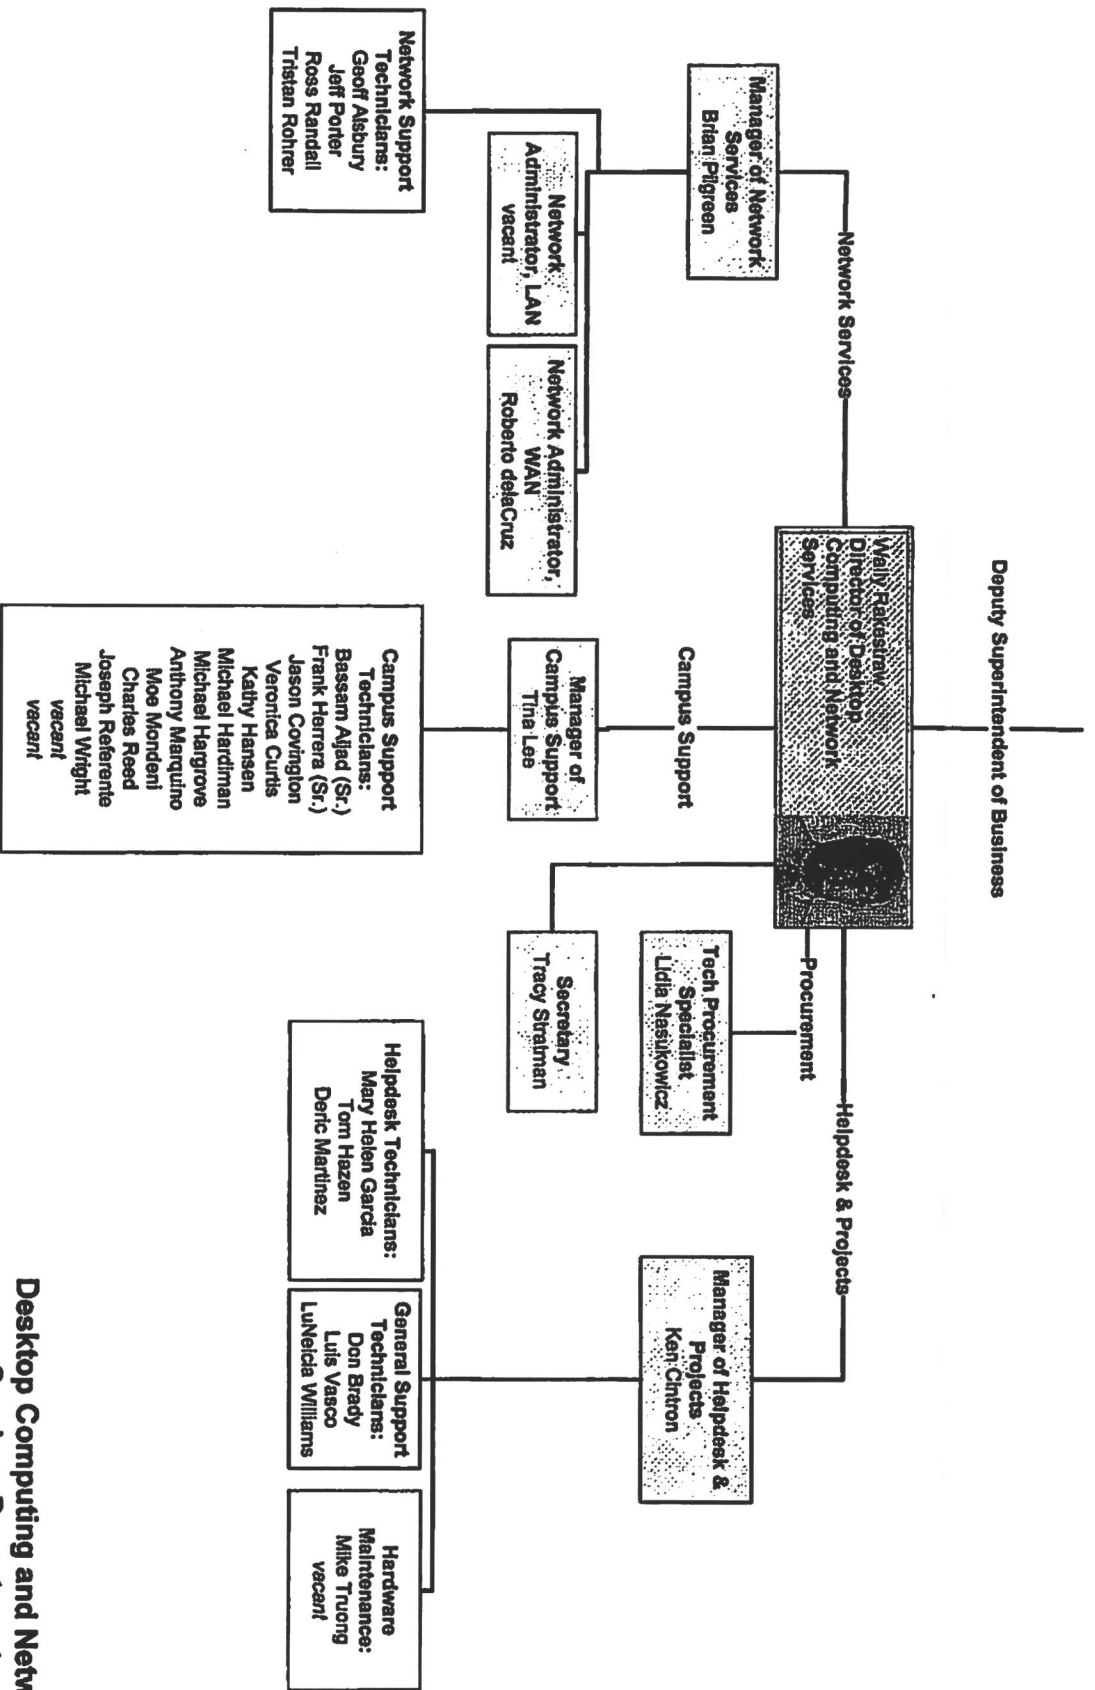 Deputy Superintendent of Business
Wally Rakestraw
Director of Desktop
Computing and Network
Services
Network Services
Campus Support
Procurement
Helpdesk & Projects
Manager of Network
Services
Brian Pilgreen
Network
Administrator, LAN
vacant
Network Administrator,
WAN
Roberto delaCruz
Network Support
Technicians:
Geoff Alsbury
Jeff Porter
Ross Randall
Tristan Rohrer
Manager of
Campus Support
Tina Lee
Campus Support
Technicians:
Bassam Aljad (Sr.)
Frank Herrera (Sr.)
Jason Covington
Veronica Curtis
Kathy Hansen
Michael Hardiman
Michael Hargrove
Anthony Marquino
Moe Mondeni
Charles Reed
Joseph Referente
Michael Wright
vacant
vacant
Tech Procurement
Specialist
Lidia Nasukowicz
Secretary
Tracy Stratman
Manager of Helpdesk &
Projects
Ken Cintron
Helpdesk Technicians:
Mary Helen Garcia
Tom Hazen
Deric Martinez
General Support
Technicians:
Don Brady
Luis Vasco
LuNeicia Williams
Hardware
Maintenance:
Mike Truong
vacant
Desktop Computing and Netw